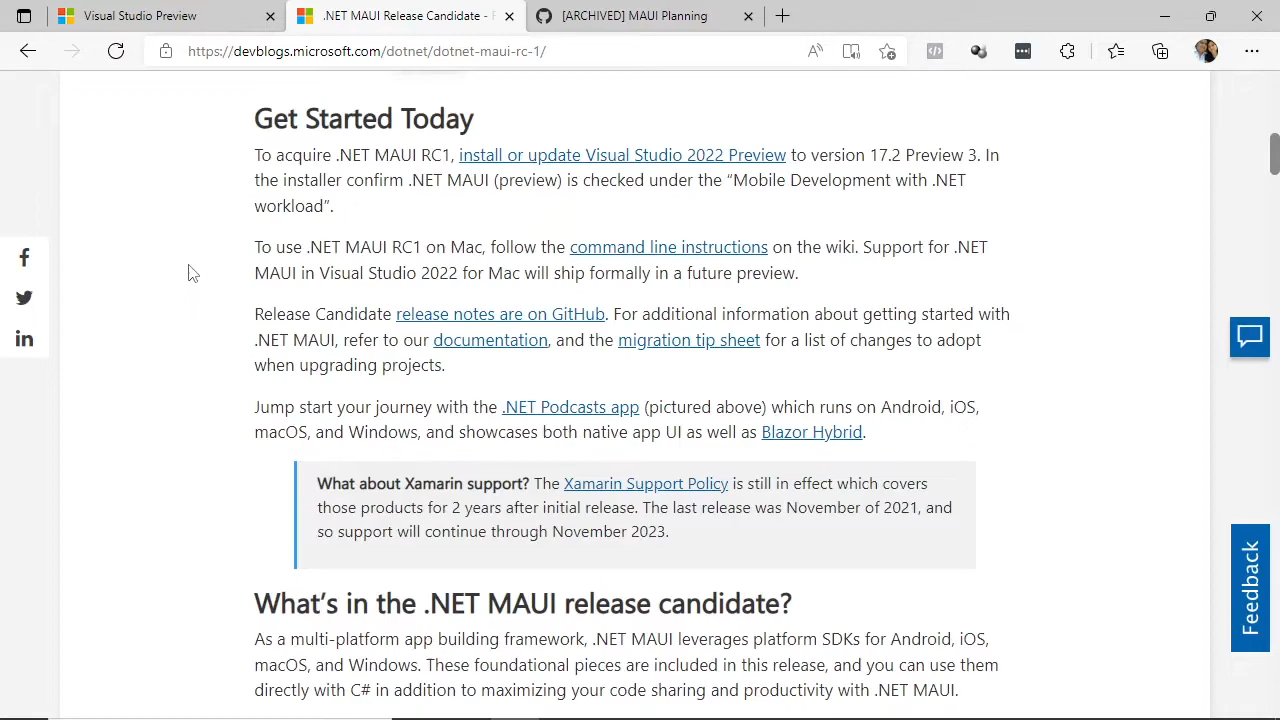 Visual Studio Preview
.NET MAUI Release Candidate - F
[ARCHIVED] MAUI Planning
https://devblogs.microsoft.com/dotnet/dotnet-maui-rc-1/
Get Started Today
To acquire .NET MAUI RC1, install or update Visual Studio 2022 Preview to version 17.2 Preview 3. In
the installer confirm .NET MAUI (preview) is checked under the “Mobile Development with .NET
workload”.
To use .NET MAUI RC1 on Mac, follow the command line instructions on the wiki. Support for .NET
MAUI in Visual Studio 2022 for Mac will ship formally in a future preview.
Release Candidate release notes are on GitHub. For additional information about getting started with
.NET MAUI, refer to our documentation, and the migration tip sheet for a list of changes to adopt
when upgrading projects.
Jump start your journey with the .NET Podcasts app (pictured above) which runs on Android, iOS,
macOS, and Windows, and showcases both native app UI as well as Blazor Hybrid.
What about Xamarin support? The Xamarin Support Policy is still in effect which covers
those products for 2 years after initial release. The last release was November of 2021, and
so support will continue through November 2023.
Feedback
What’s in the .NET MAUI release candidate?
As a multi-platform app building framework, .NET MAUI leverages platform SDKs for Android, iOS,
macOS, and Windows. These foundational pieces are included in this release, and you can use them
directly with C# in addition to maximizing your code sharing and productivity with .NET MAUI.